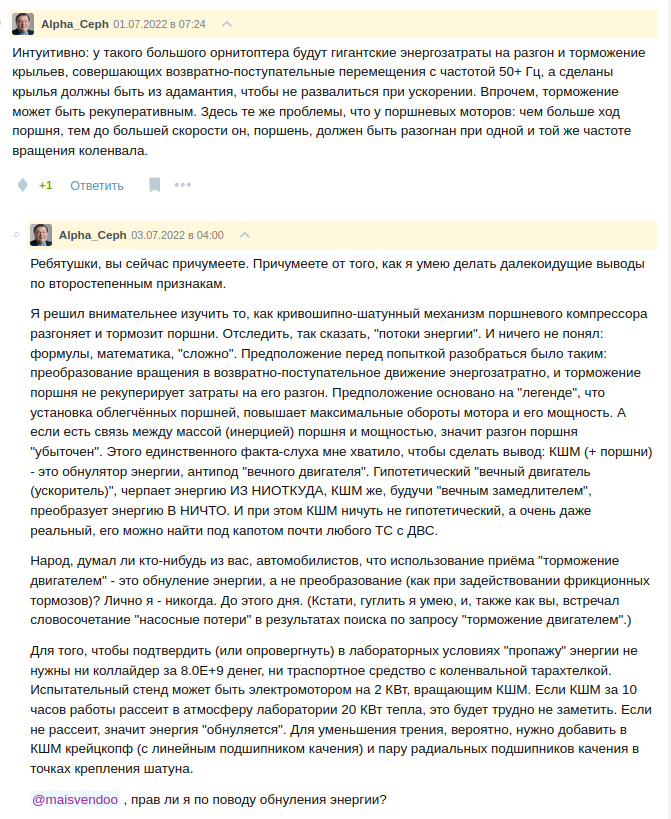 Alpha_Ceph 01.07.2022 в 07:24
Интуитивно: у такого большого орнитоптера будут гигантские энергозатраты на разгон и торможение
крыльев, совершающих возвратно-поступательные перемещения с частотой 50+ Гц, а сделаны
крылья должны быть из адамантия, чтобы не развалиться при ускорении. Впрочем, торможение
может быть рекуперативным. Здесь те же проблемы, что у поршневых моторов: чем больше ход
поршня, тем до большей скорости он, поршень, должен быть разогнан при одной и той же частоте
вращения коленвала.
+1 Ответить
Alpha_Ceph 03.07.2022 в 04:00
Ребятушки, вы сейчас причумеете. Причумеете от того, как я умею делать далекоидущие выводы
по второстепенным признакам.
Я решил внимательнее изучить то, как кривошипно-шатунный механизм поршневого компрессора
разгоняет и тормозит поршни. Отследить, так сказать, "потоки энергии". И ничего не понял:
формулы, математика, "сложно". Предположение перед попыткой разобраться было таким:
преобразование вращения в возвратно-поступательное движение энергозатратно, и торможение
поршня не рекуперирует затраты на его разгон. Предположение основано на "легенде", что
установка облегчённых поршней, повышает максимальные обороты мотора и его мощность. А
если есть связь между массой (инерцией) поршня и мощностью, значит разгон поршня
"убыточен". Этого единственного факта-слуха мне хватило, чтобы сделать вывод: КШМ (+ поршни)
- это обнулятор энергии, антипод "вечного двигателя". Гипотетический "вечный двигатель
(ускоритель)", черпает энергию ИЗ НИОТКУДА, КШМ же, будучи "вечным замедлителем",
преобразует энергию В НИЧТО. И при этом КШМ ничуть не гипотетический, а очень даже
реальный, его можно найти под капотом почти любого ТС с ДВС.
Народ, думал ли кто-нибудь из вас, автомобилистов, что использование приёма "торможение
двигателем" - это обнуление энергии, а не преобразование (как при задействовании фрикционных
тормозов)? Лично я - никогда. До этого дня. (Кстати, гуглить я умею, и, также как вы, встречал
словосочетание "насосные потери" в результатах поиска по запросу "торможение двигателем".)
Для того, чтобы подтвердить (или опровергнуть) в лабораторных условиях "пропажу" энергии не
нужны ни коллайдер за 8.0Е+9 денег, ни траспортное средство с коленвальной тарахтелкой.
Испытательный стенд может быть электромотором на 2 КВт, вращающим КШМ. Если КШМ за 10
часов работы рассеит в атмосферу лаборатории 20 КВт тепла, это будет трудно не заметить. Если
не рассеит, значит энергия "обнуляется". Для уменьшения трения, вероятно, нужно добавить в
КШМ крейцкопф (с линейным подшипником качения) и пару радиальных подшипников качения в
точках крепления шатуна.
@maisvendoo , прав ли я по поводу обнуления энергии?